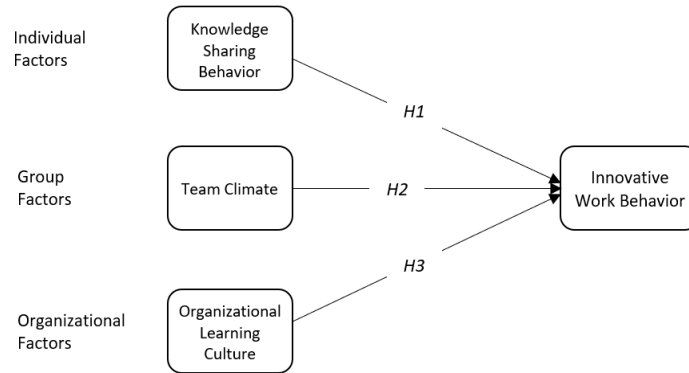 Individual
Factors
Knowledge
Sharing
Behavior
H1
Group
Factors
Team Climate
H2
Innovative
Work Behavior
H3
Organizational
Factors
Organizational
Learning
Culture